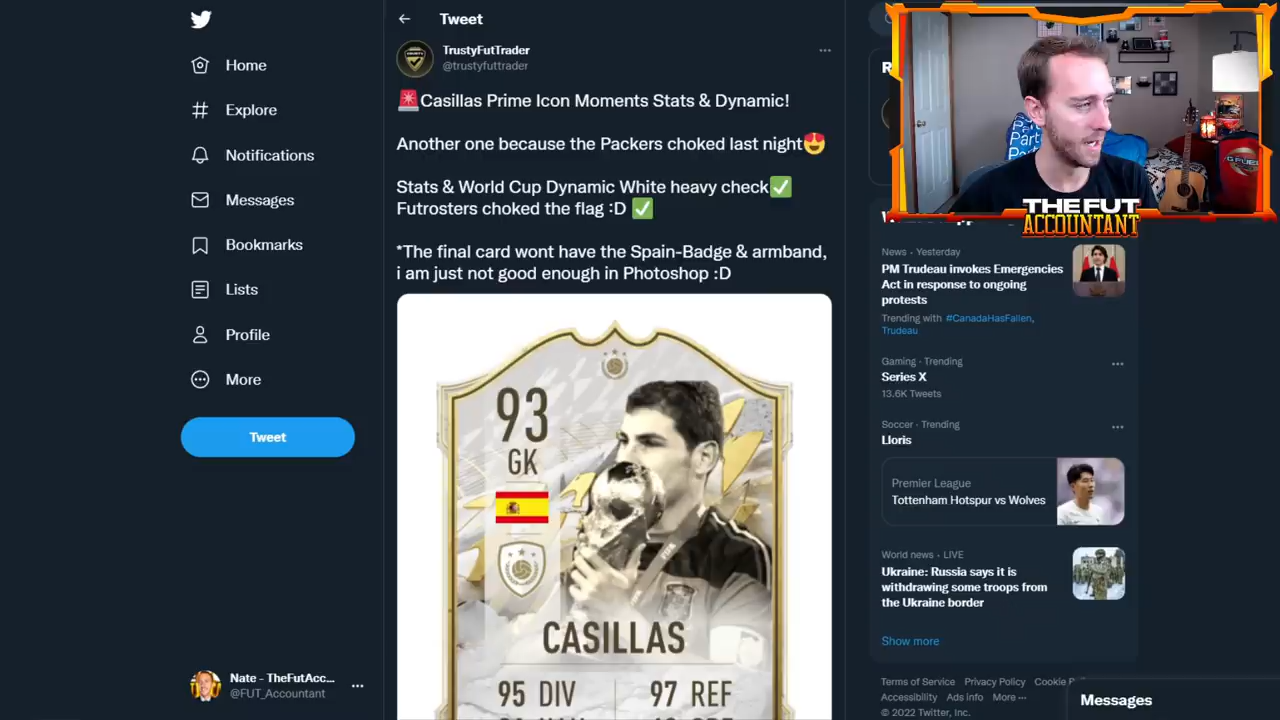 Home
Explore
Notifications
Messages
Bookmarks
Lists
Profile
More
Tweet
Nate - TheFutAcc...
@FUT_Accountant
Tweet
TrustyFutTrader
@trustyfuttrader
🚨Casillas Prime Icon Moments Stats & Dynamic!
Another one because the Packers choked last night😍
Stats & World Cup Dynamic White heavy check✅
Futrosters choked the flag :D ✅
*The final card wont have the Spain-Badge & armband,
i am just not good enough in Photoshop :D
93
GK
CASILLAS
95 DIV
97 REF
THE FUT
ACCOUNTANT
News · Yesterday
PM Trudeau invokes Emergencies
Act in response to ongoing
protests
Trending with #CanadaHasFallen,
Trudeau
Gaming · Trending
Series X
13.6K Tweets
Soccer · Trending
Lloris
Premier League
Tottenham Hotspur vs Wolves
World news · LIVE
Ukraine: Russia says it is
withdrawing some troops from
the Ukraine border
Show more
Terms of Service Privacy Policy Cookie
Accessibility Ads info More ···
© 2022 Twitter, Inc.
Messages